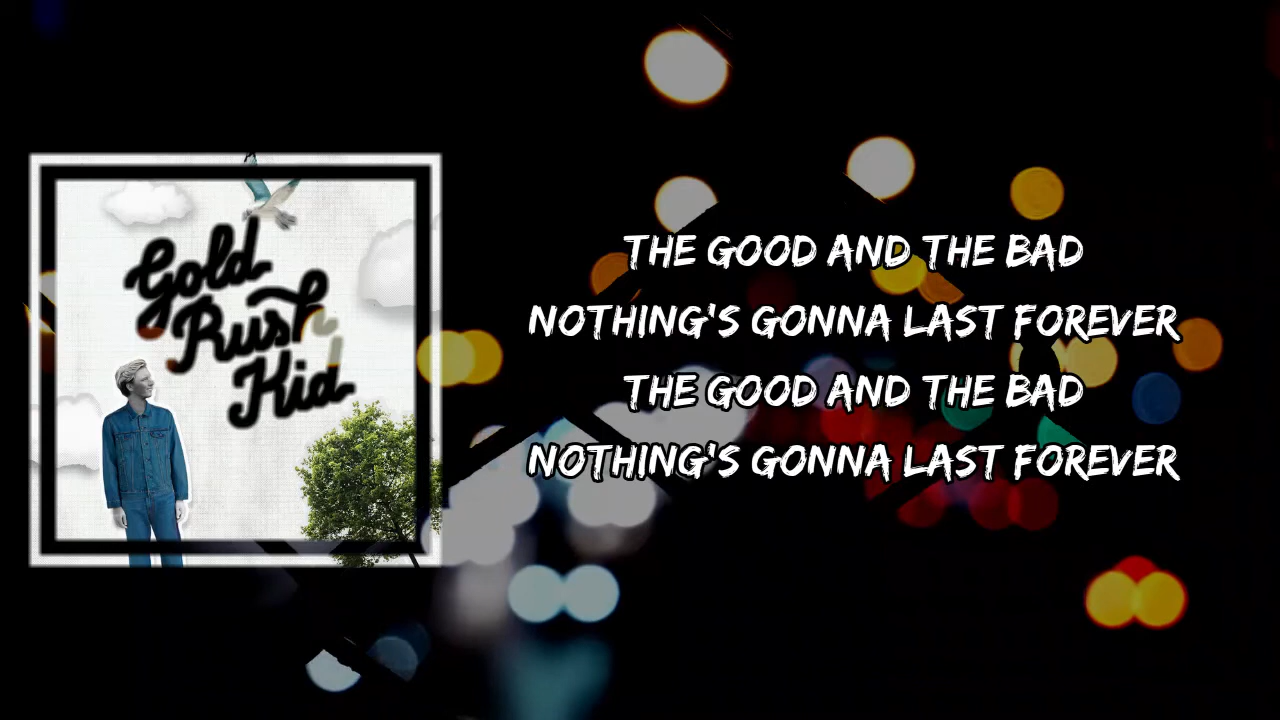 Gold
Rush
Kid
THE GOOD AND THE BAD
NOTHING'S GONNA LAST FOREVER
THE GOOD AND THE BAD
NOTHING'S GONNA LAST FOREVER